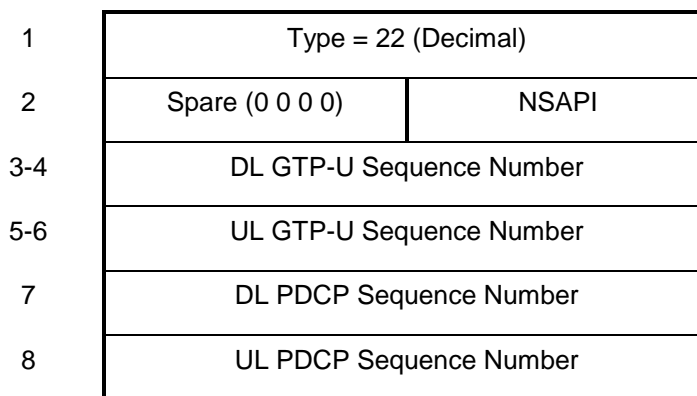 1 Type = 22 (Decimal)
2 Spare (0 0 0 0) NSAPI
3-4 DL GTP-U Sequence Number
5-6 UL GTP-U Sequence Number
7 DL PDCP Sequence Number
8 UL PDCP Sequence Number